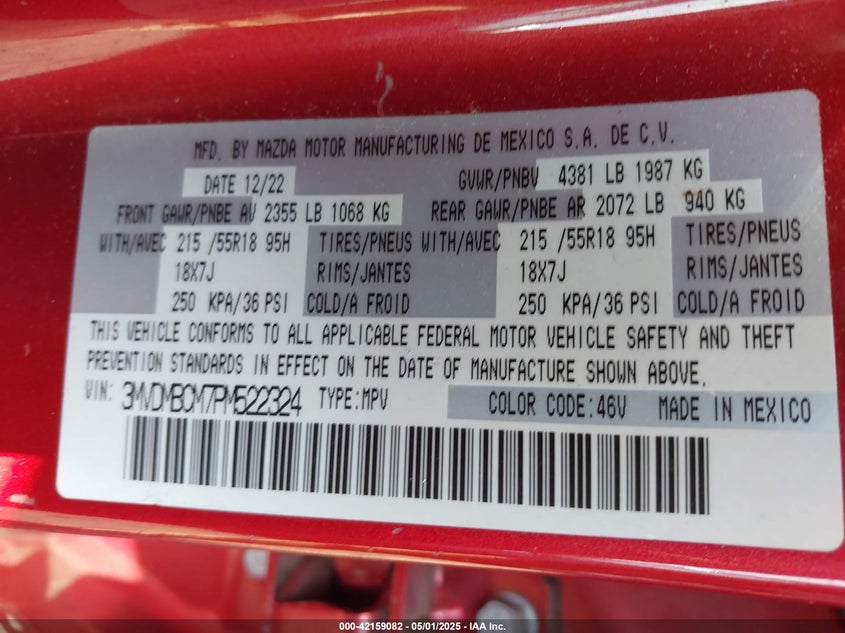 MFD. BY MAZDA MOTOR MANUFACTURING DE MEXICO S.A. DE C.V.
DATE 12/22 GVWR/PNBV 4381 LB 1987 KG
FRONT GAWR/PNBE AV 2355 LB 1068 KG REAR GAWR/PNBE AR 2072 LB 940 KG
WITH/AVEC 215 /55R18 95H TIRES/PNEUS WITH/AVEC 215 /55R18 95H TIRES/PNEUS
18X7J RIMS/JANTES 18X7J RIMS/JANTES
250 KPA/36 PSI COLD/A FROID 250 KPA/36 PSI COLD/A FROID
THIS VEHICLE CONFORMS TO ALL APPLICABLE FEDERAL MOTOR VEHICLE SAFETY AND THEFT
PREVENTION STANDARDS IN EFFECT ON THE DATE OF MANUFACTURE SHOWN ABOVE.
VIN: 3MVDMBCM7PM522324 TYPE:MPV COLOR CODE:46V MADE IN MEXICO
000-42159082 - 05/01/2025 - © IAA Inc.